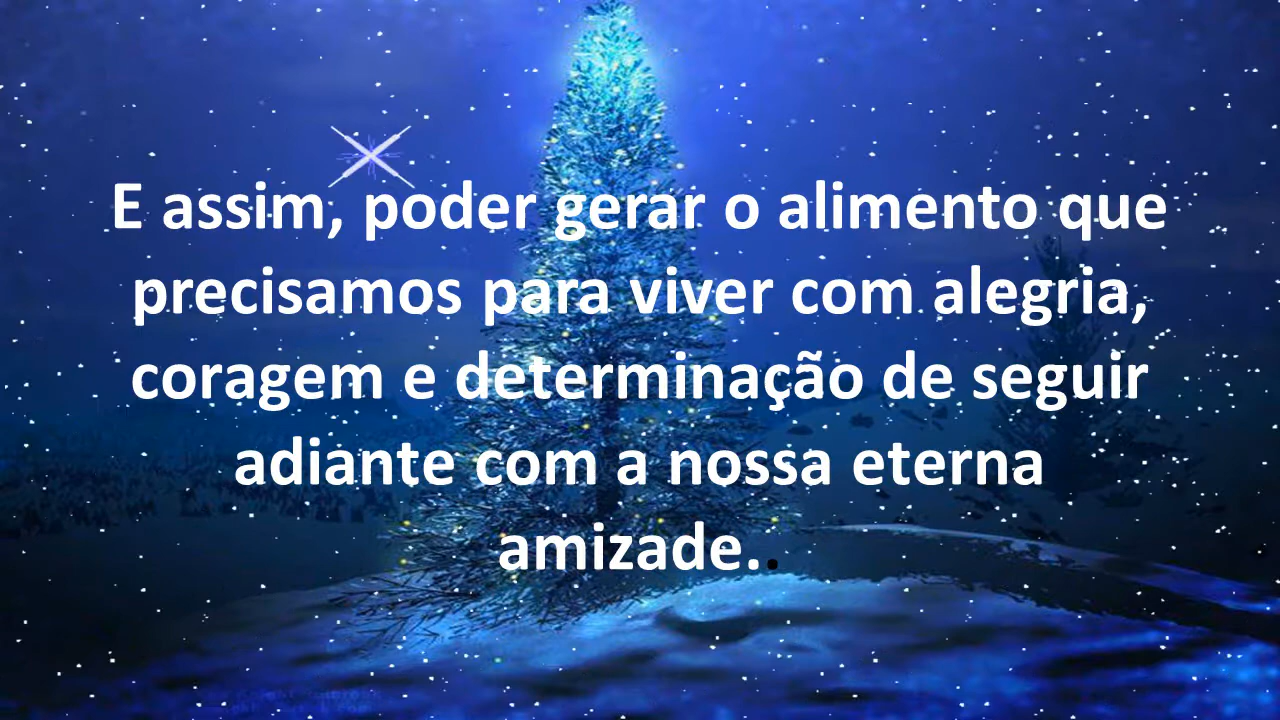 E assim, poder gerar o alimento que
precisamos para viver com alegria,
coragem e determinação de seguir
adiante com a nossa eterna
amizade..